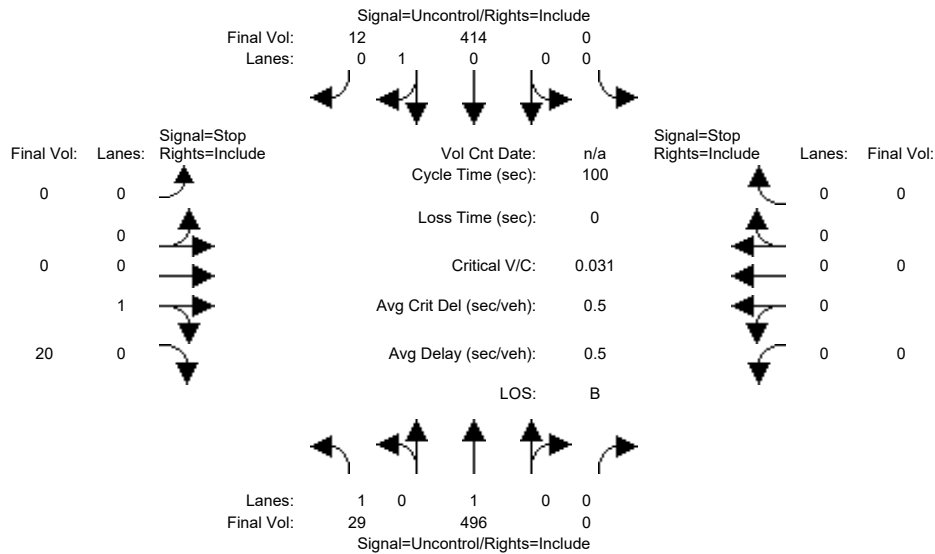 Signal=Uncontrol/Rights=Include
Final Vol: 12 414 0
Lanes: 0 1 0 0 0
Signal=Stop
Final Vol: Lanes: Rights=Include
Vol Cnt Date: n/a
Signal=Stop
Rights=Include Lanes: Final Vol:
Cycle Time (sec): 100
0 0 0 0
Loss Time (sec): 0
0 0
0 0 Critical V/C: 0.031 0 0
1 Avg Crit Del (sec/veh): 0.5 0
20 0 Avg Delay (sec/veh): 0.5 0 0
LOS: B
Lanes: 1 0 1 0 0
Final Vol: 29 496 0
Signal=Uncontrol/Rights=Include